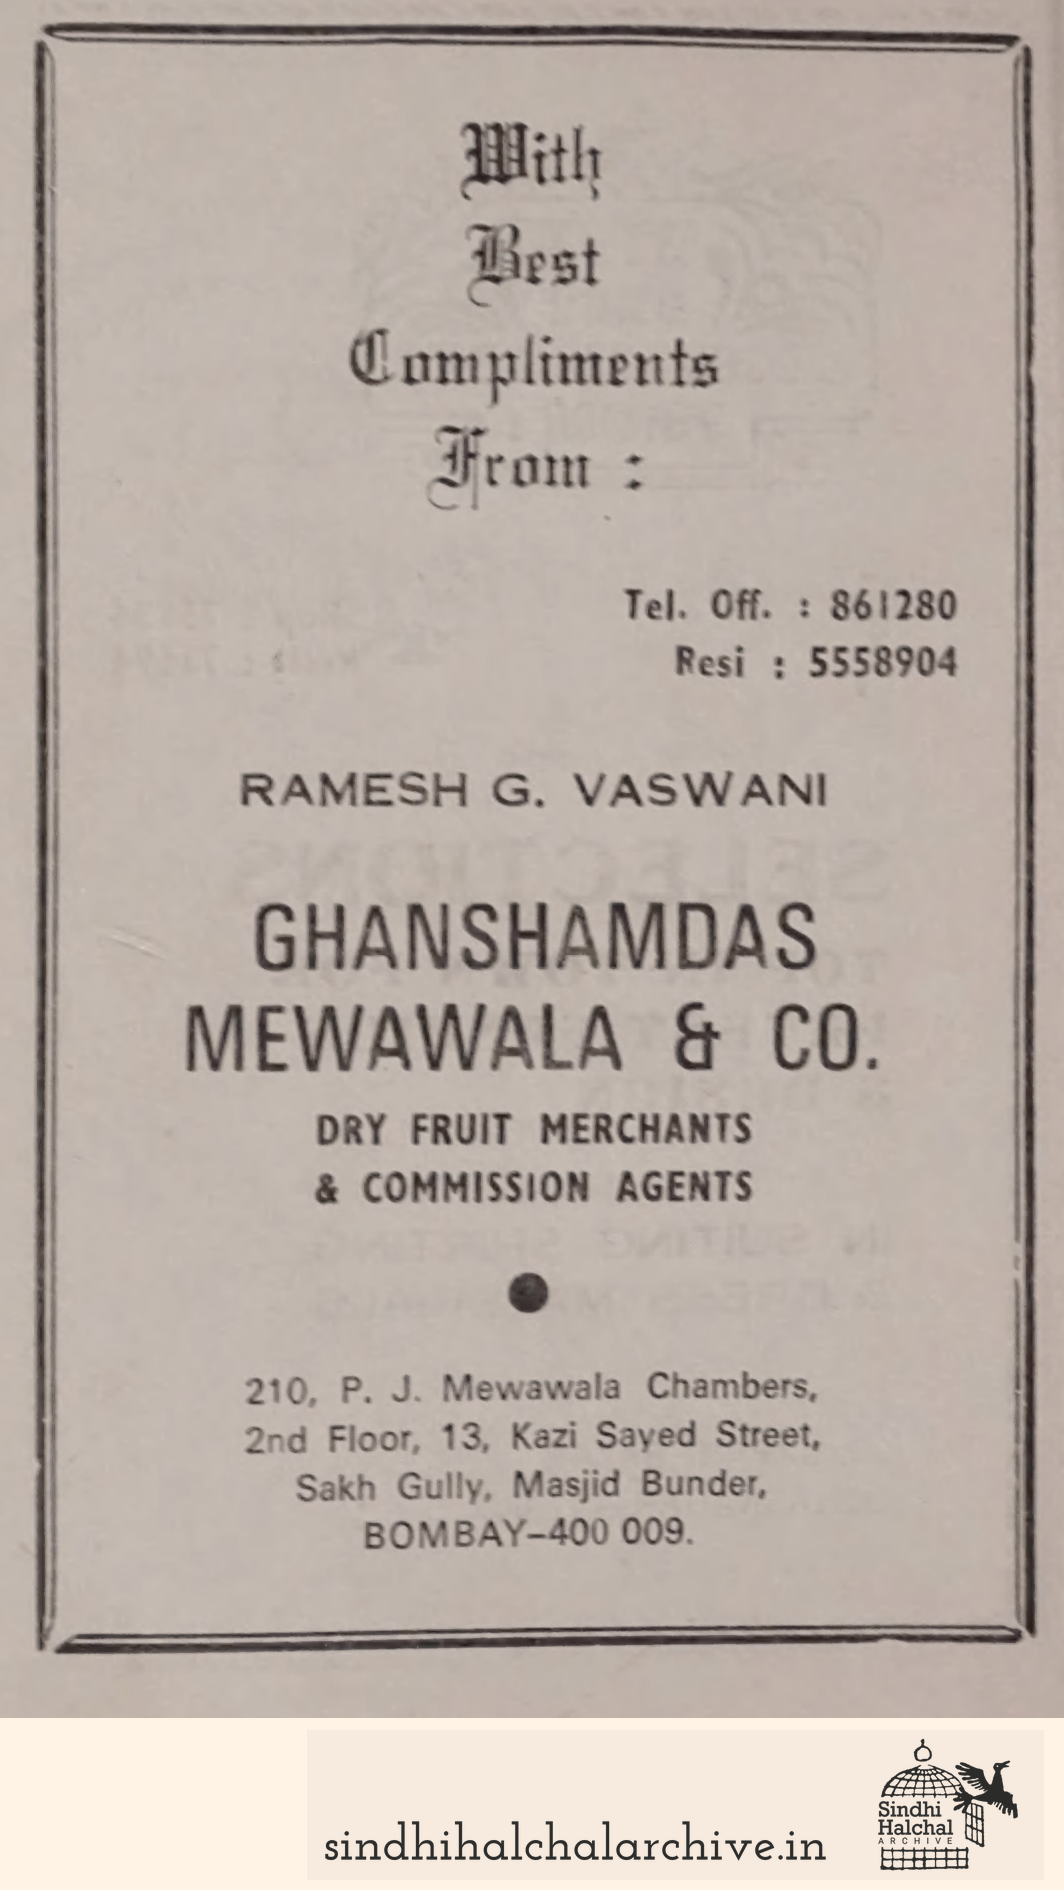 With
Best
Compliments
From :
Tel. Off. : 861280
Resi : 5558904
RAMESH G. VASWANI
GHANSHAMDAS
MEWAWALA & CO.
DRY FRUIT MERCHANTS
& COMMISSION AGENTS
210, P. J. Mewawala Chambers,
2nd Floor, 13, Kazi Sayed Street,
Sakh Gully, Masjid Bunder,
BOMBAY–400 009.
sindhihalchalarchive.in
Sindhi
Halchal
ARCHIVE